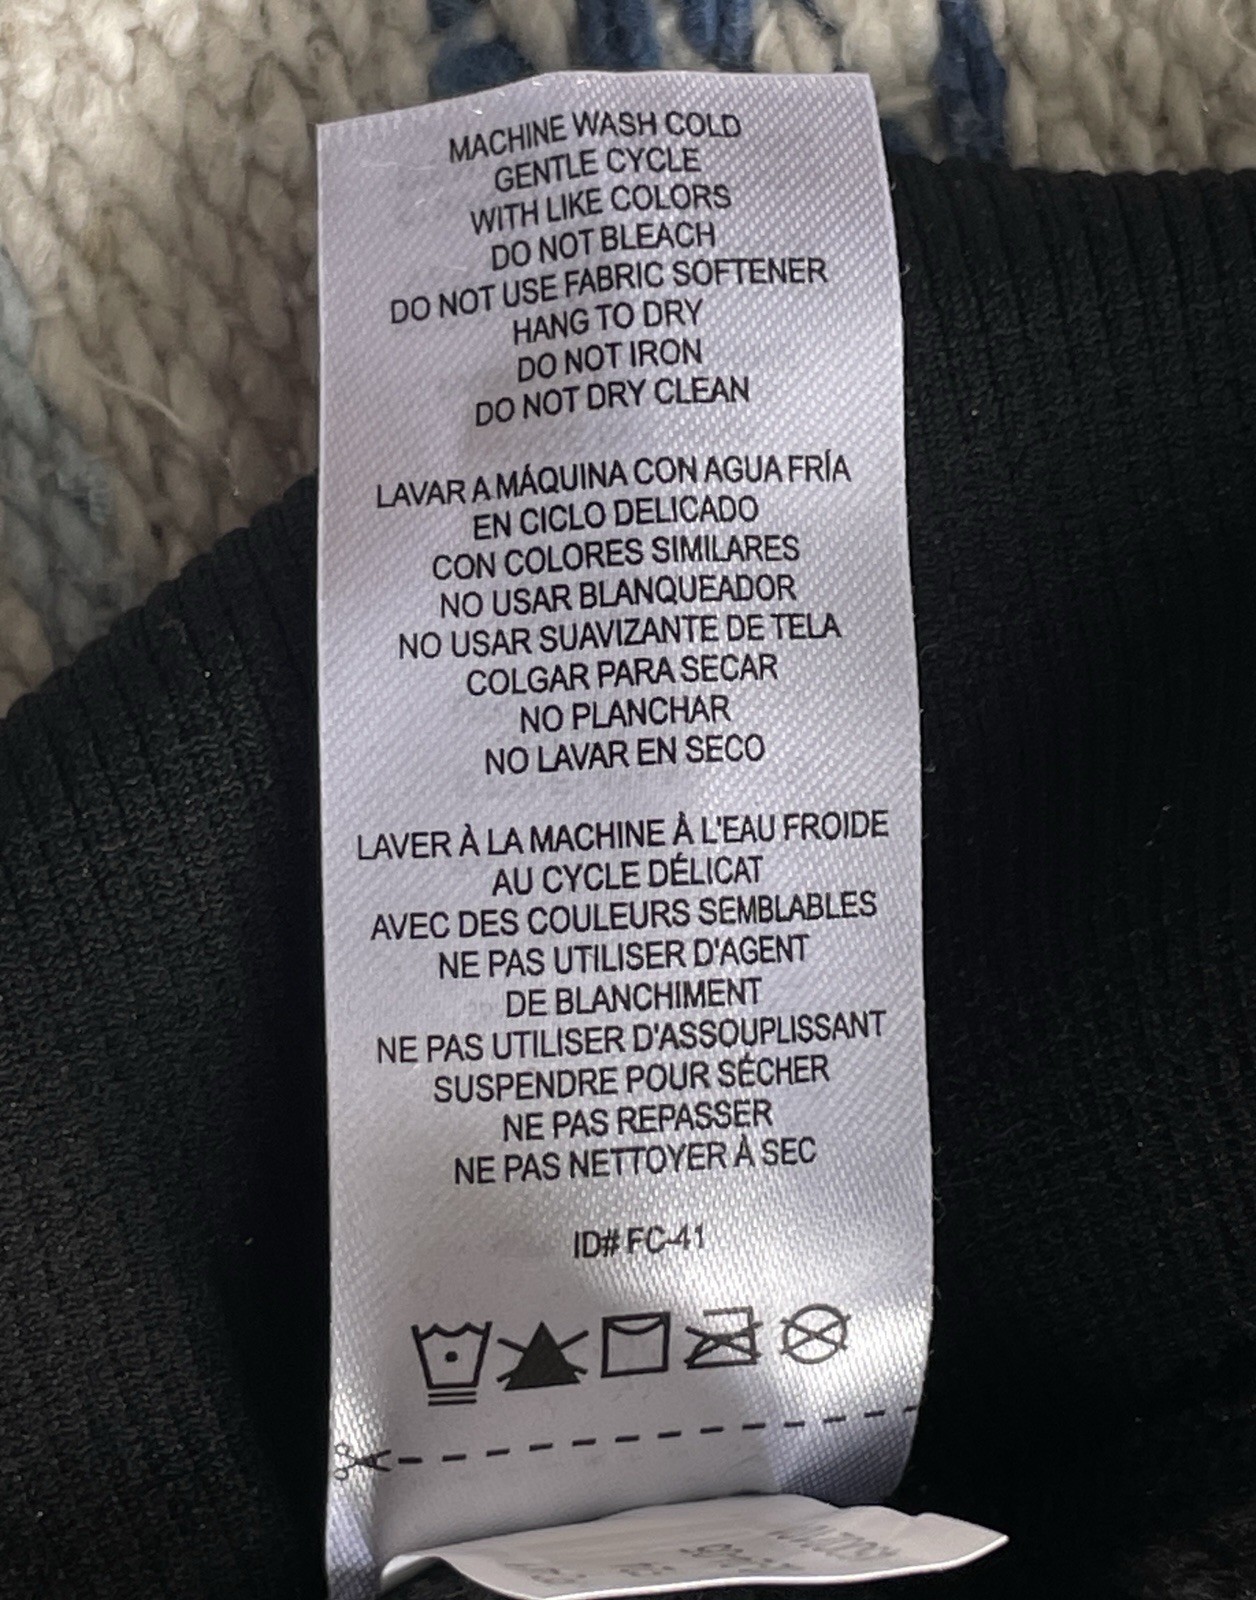 MACHINE WASH COLD
GENTLE CYCLE
WITH LIKE COLORS
DO NOT BLEACH
DO NOT USE FABRIC SOFTENER
HANG TO DRY
DO NOT IRON
DO NOT DRY CLEAN
LAVAR A MÁQUINA CON AGUA FRÍA
EN CICLO DELICADO
CON COLORES SIMILARES
NO USAR BLANQUEADOR
NO USAR SUAVIZANTE DE TELA
COLGAR PARA SECAR
NO PLANCHAR
NO LAVAR EN SECO
LAVER À LA MACHINE À L'EAU FROIDE
AU CYCLE DÉLICAT
AVEC DES COULEURS SEMBLABLES
NE PAS UTILISER D'AGENT
DE BLANCHIMENT
NE PAS UTILISER D'ASSOUPLISSANT
SUSPENDRE POUR SÉCHER
NE PAS REPASSER
NE PAS NETTOYER À SEC
ID# FC-41